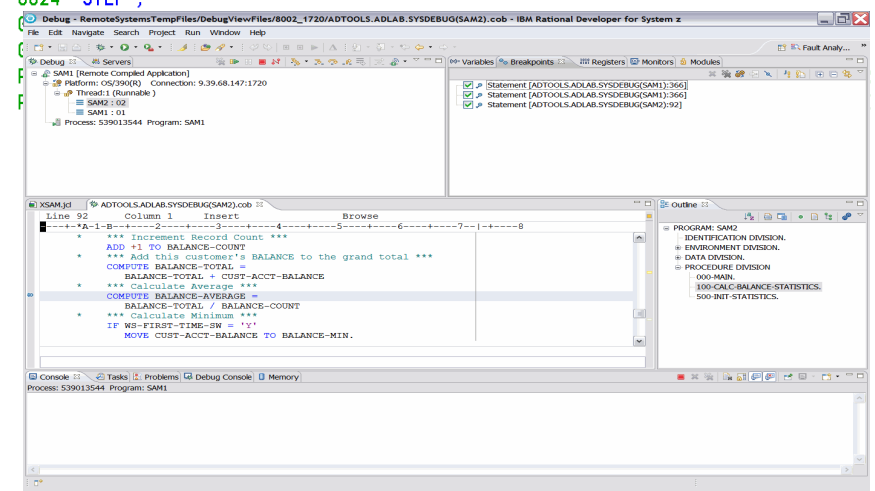 0024 STEP ;
Debug - RemoteSystemsTempFiles/DebugViewFiles/8002_1720/ADTOOLS.ADLAB.SYSDEBUG(SAM2).cob - IBM Rational Developer for System z
File Edit Navigate Search Project Run Window Help
Fault Analy... »
Debug Servers
SAM1 [Remote Compiled Application]
Platform: OS/390(R) Connection: 9.39.68.147:1720
Thread:1 (Runnable )
SAM2 : 02
SAM1 : 01
Process: 539013544 Program: SAM1
Variables Breakpoints Registers Monitors Modules
Statement [ADTOOLS.ADLAB.SYSDEBUG(SAM1):366]
Statement [ADTOOLS.ADLAB.SYSDEBUG(SAM1):366]
Statement [ADTOOLS.ADLAB.SYSDEBUG(SAM2):92]
XSAM.jcl ADTOOLS.ADLAB.SYSDEBUG(SAM2).cob
Line 92 Column 1 Insert Browse
----+-*A-1-B--+----2----+----3----+----4----+----5----+----6----+----7--|-+----8
* *** Increment Record Count ***
ADD +1 TO BALANCE-COUNT
* *** Add this customer's BALANCE to the grand total ***
COMPUTE BALANCE-TOTAL =
BALANCE-TOTAL + CUST-ACCT-BALANCE
* *** Calculate Average ***
COMPUTE BALANCE-AVERAGE =
BALANCE-TOTAL / BALANCE-COUNT
* *** Calculate Minimum ***
IF WS-FIRST-TIME-SW = 'Y'
MOVE CUST-ACCT-BALANCE TO BALANCE-MIN.
Outline
PROGRAM: SAM2
IDENTIFICATION DIVISION.
ENVIRONMENT DIVISION.
DATA DIVISION.
PROCEDURE DIVISION
000-MAIN.
100-CALC-BALANCE-STATISTICS.
500-INIT-STATISTICS.
Console Tasks Problems Debug Console Memory
Process: 539013544 Program: SAM1